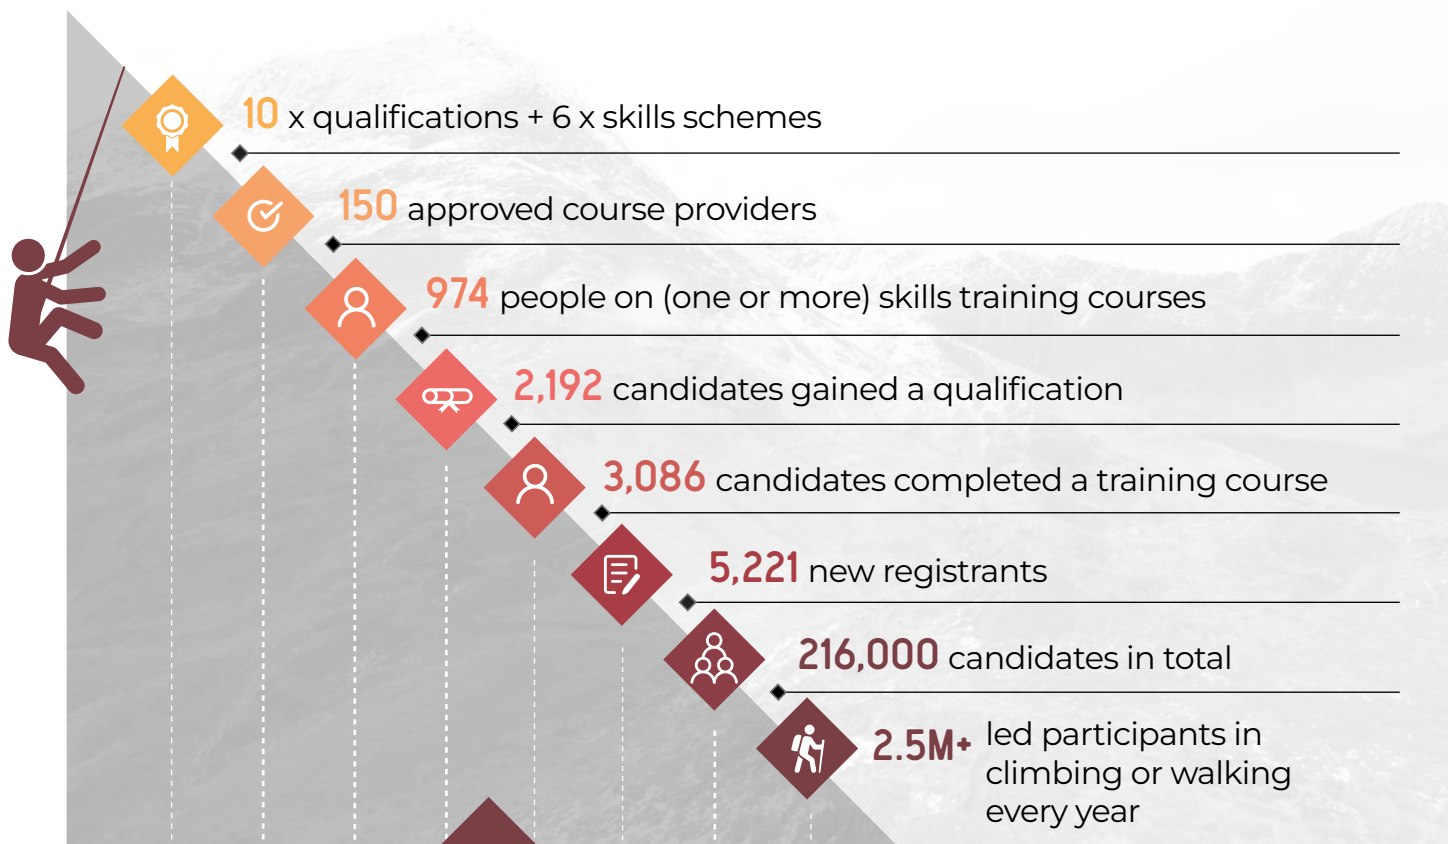 10 x qualifications + 6 x skills schemes
150 approved course providers
974 people on (one or more) skills training courses
2,192 candidates gained a qualification
3,086 candidates completed a training course
5,221 new registrants
216,000 candidates in total
2.5M+ led participants in
climbing or walking
every year